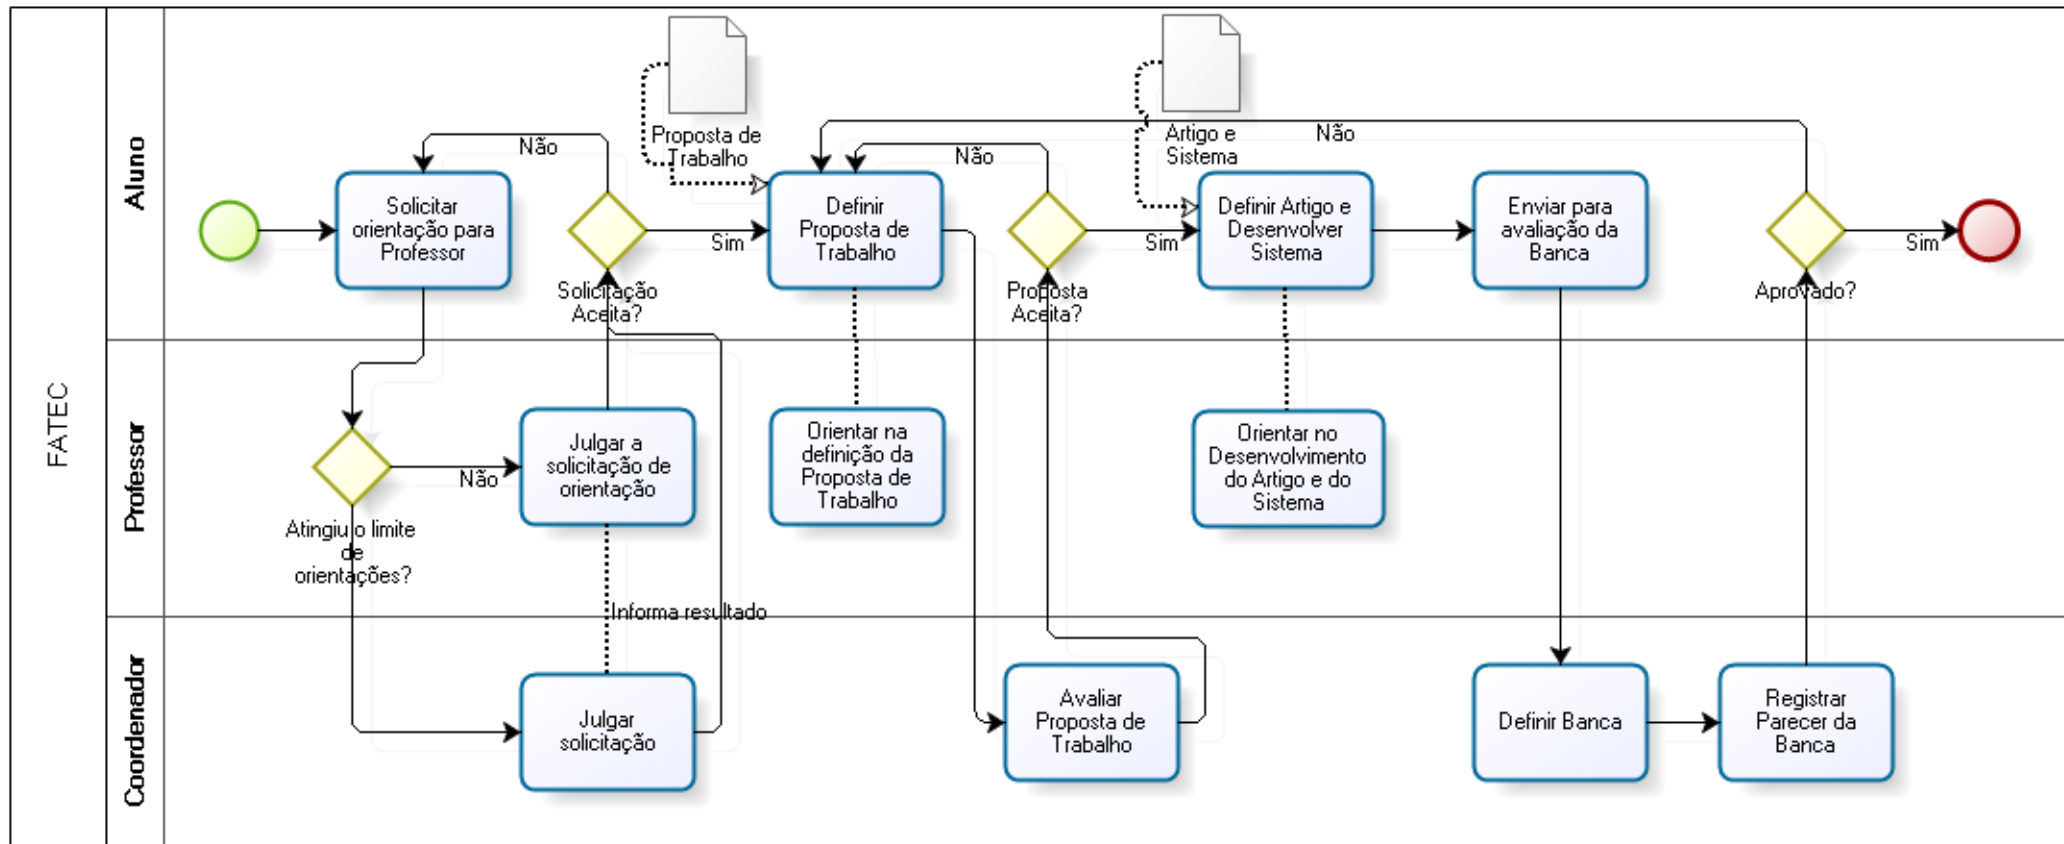 FATEC
Aluno
Professor
Coordenador
Proposta de
Trabalho
Artigo e
Sistema
Não
Não
Não
Solicitar
orientação para
Professor
Sim
Solicitação
Aceita?
Definir
Proposta de
Trabalho
Sim
Proposta
Aceita?
Definir Artigo e
Desenvolver
Sistema
Enviar para
avaliação da
Banca
Sim
Aprovado?
Atingiu o limite
de
orientações?
Não
Julgar a
solicitação de
orientação
Orientar na
definição da
Proposta de
Trabalho
Orientar no
Desenvolvimento
do Artigo e do
Sistema
Informa resultado
Julgar
solicitação
Avaliar
Proposta de
Trabalho
Definir Banca
Registrar
Parecer da
Banca